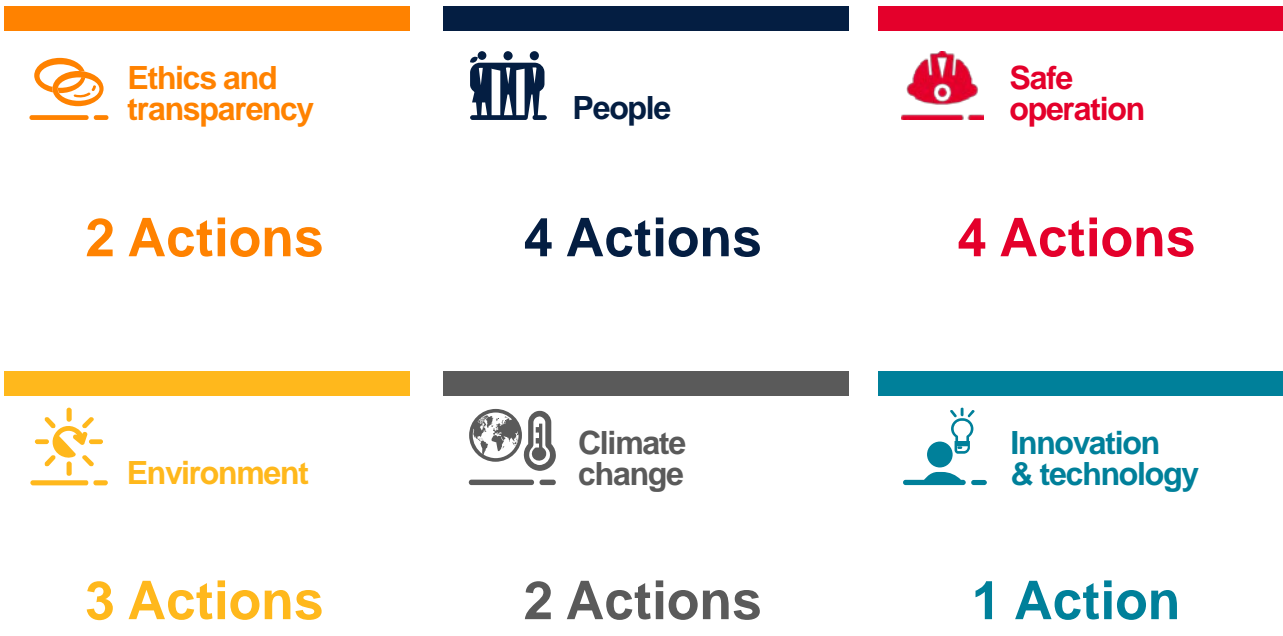 Ethics and
transparency
People
Safe
operation
2 Actions
4 Actions
4 Actions
Environment
Climate
change
Innovation
& technology
3 Actions
2 Actions
1 Action